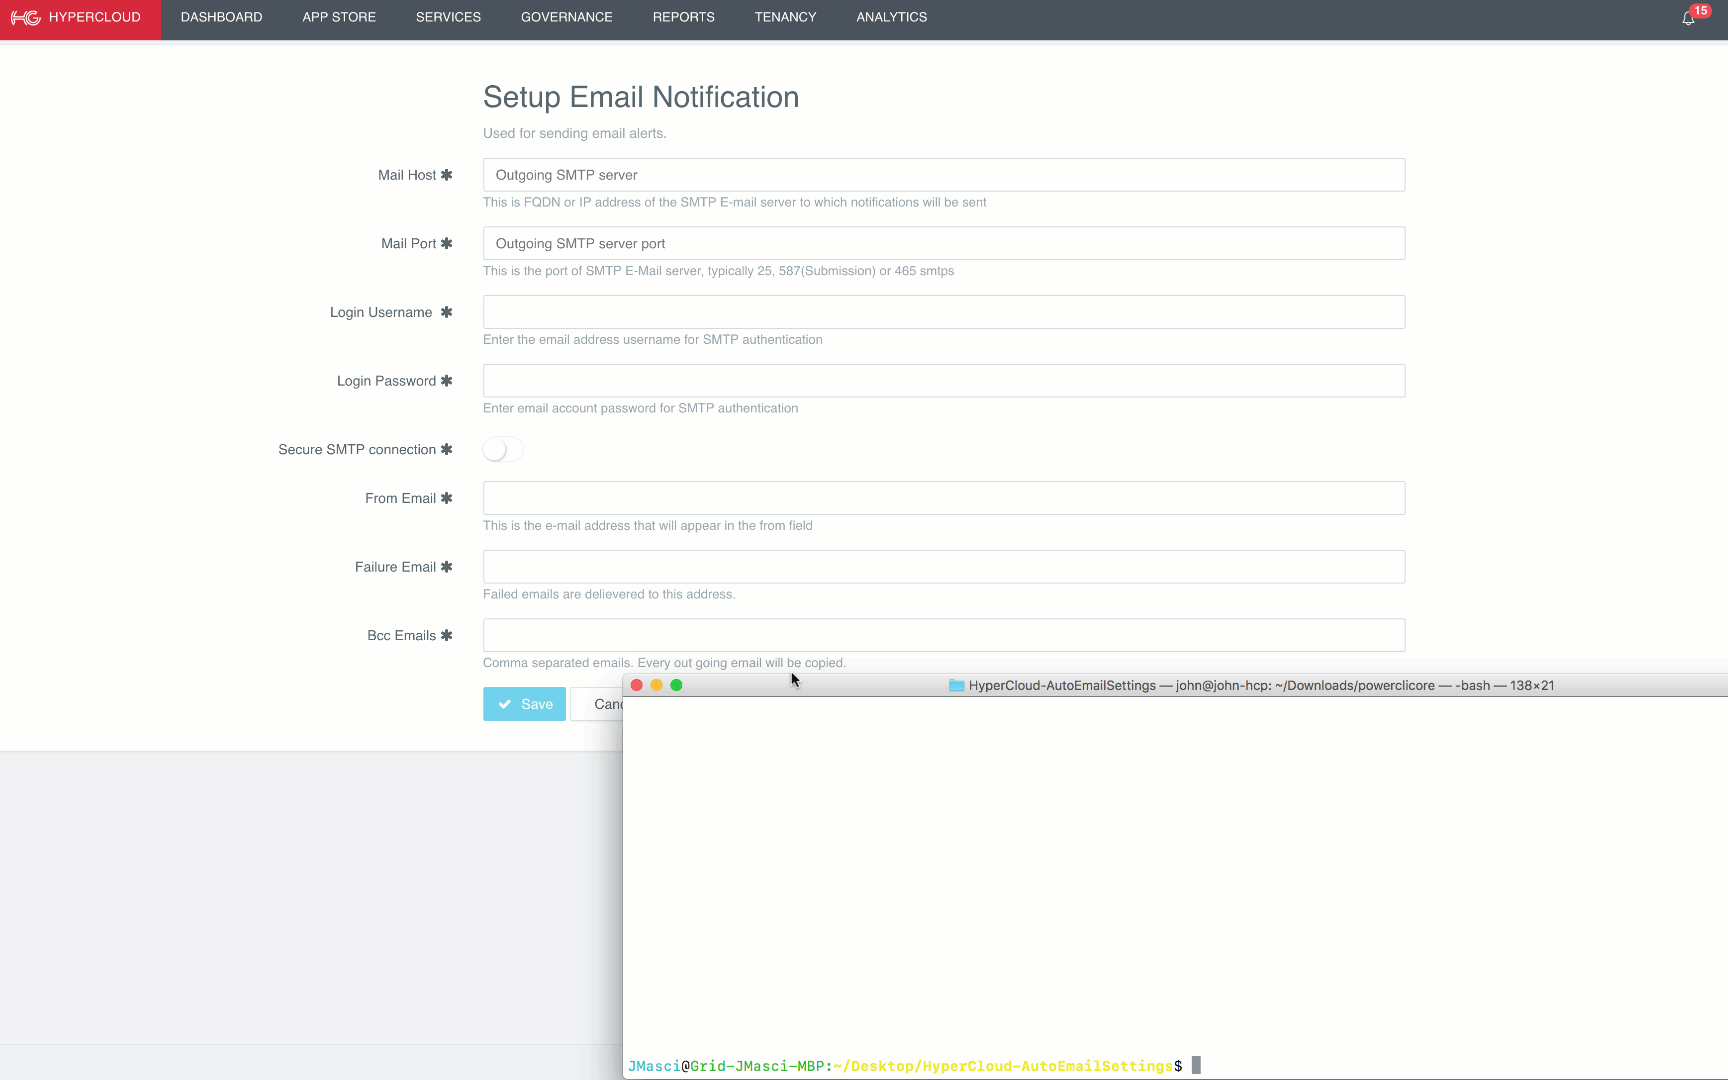 HYPERCLOUD DASHBOARD APP STORE SERVICES GOVERNANCE REPORTS TENANCY ANALYTICS 15
Setup Email Notification
Used for sending email alerts.
Mail Host ✱ Outgoing SMTP server
This is FQDN or IP address of the SMTP E-mail server to which notifications will be sent
Mail Port ✱ Outgoing SMTP server port
This is the port of SMTP E-Mail server, typically 25, 587(Submission) or 465 smtps
Login Username ✱
Enter the email address username for SMTP authentication
Login Password ✱
Enter email account password for SMTP authentication
Secure SMTP connection ✱
From Email ✱
This is the e-mail address that will appear in the from field
Failure Email ✱
Failed emails are delievered to this address.
Bcc Emails ✱
Comma separated emails. Every out going email will be copied.
Save Canc
HyperCloud-AutoEmailSettings — john@john-hcp: ~/Downloads/powerclicore — -bash — 138×21
JMasci@Grid-JMasci-MBP:~/Desktop/HyperCloud-AutoEmailSettings$